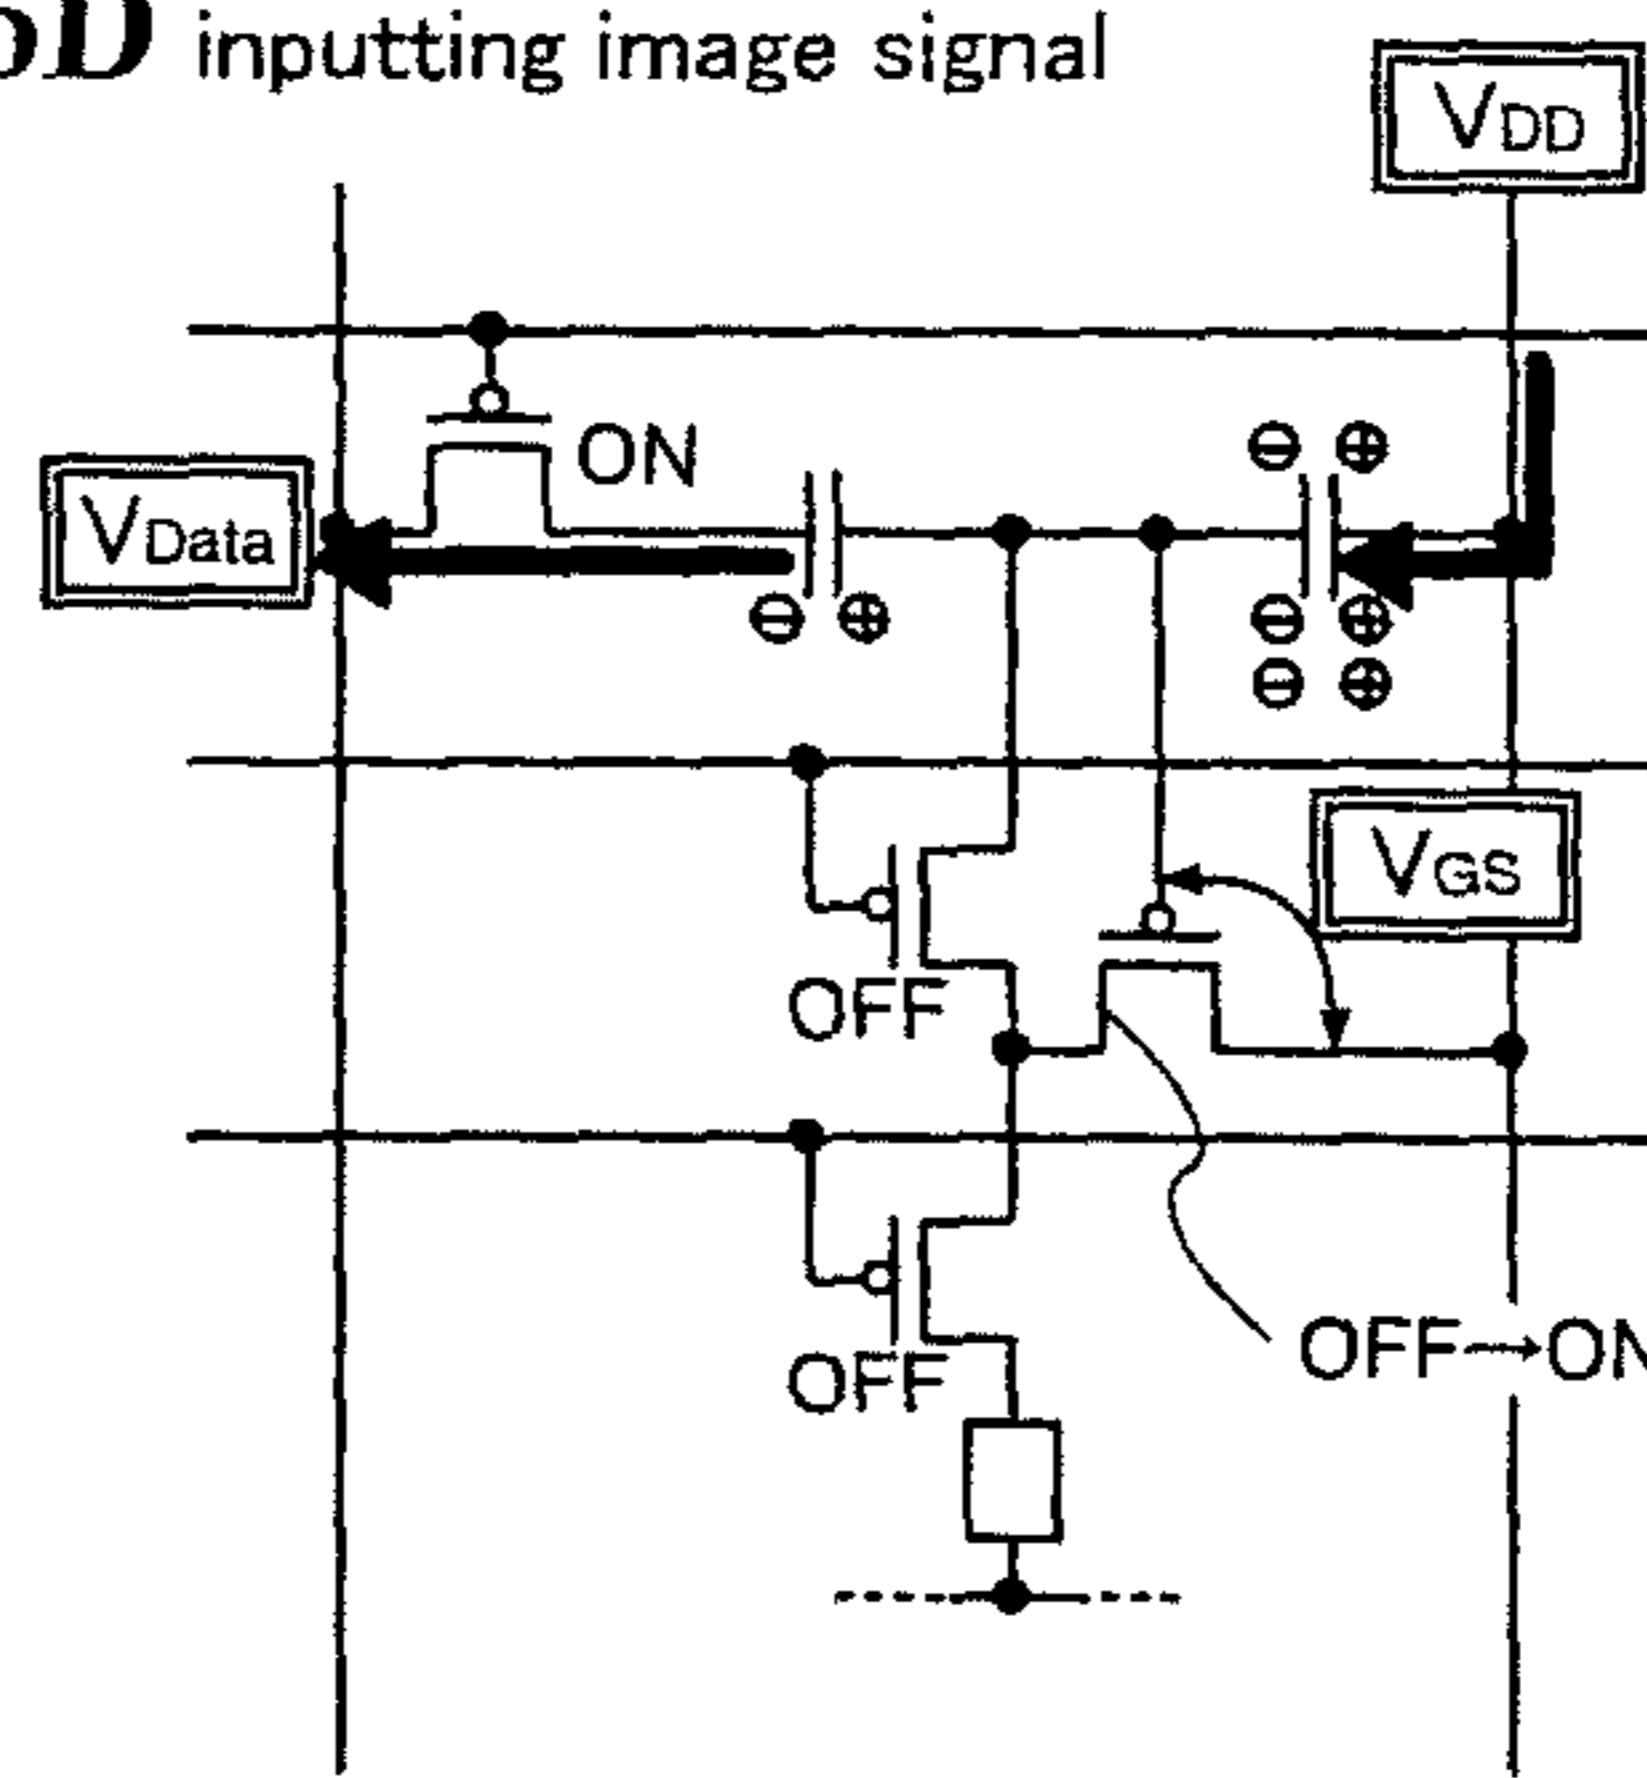 D inputting image signal
VDD
ON
VData
VGS
OFF
OFF→ON
OFF